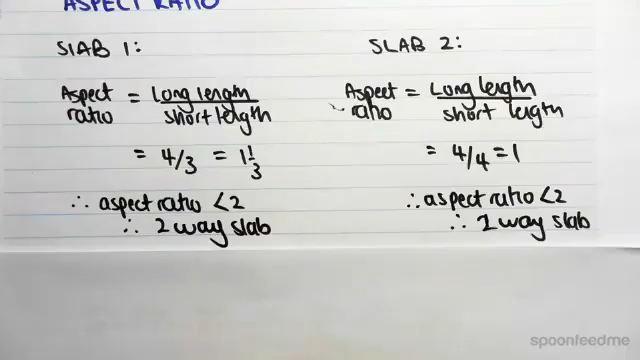 ASPECT RATIO
SLAB 1:
Aspect ratio = Long length / short length
= 4/3 = 1 1/3
∴ aspect ratio < 2
∴ 2 way slab
SLAB 2:
Aspect ratio = Long length / short length
= 4/4 = 1
∴ aspect ratio < 2
∴ 2 way slab
spoonfeedme